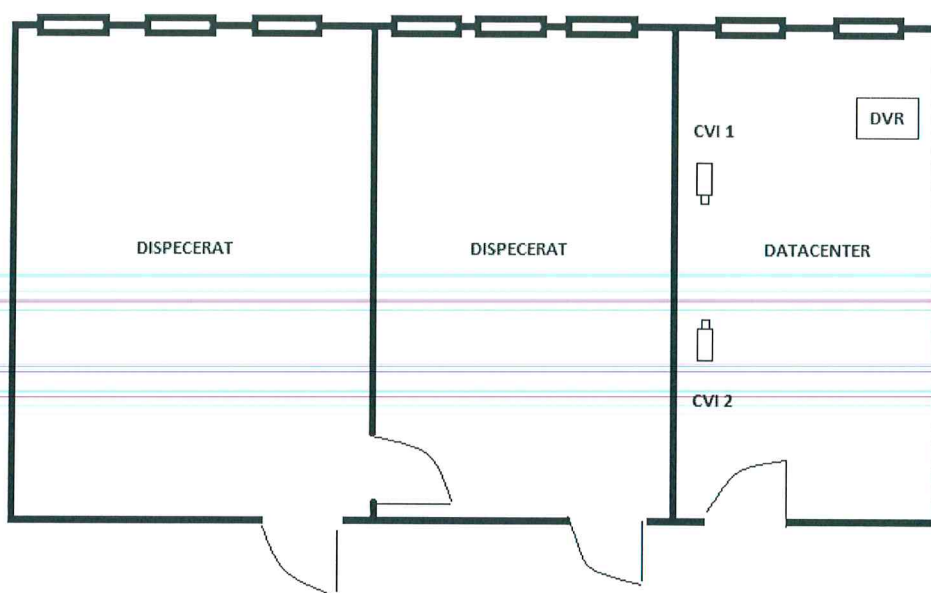 DVR
CVI 1
DISPECERAT
DISPECERAT
DATACENTER
CVI 2